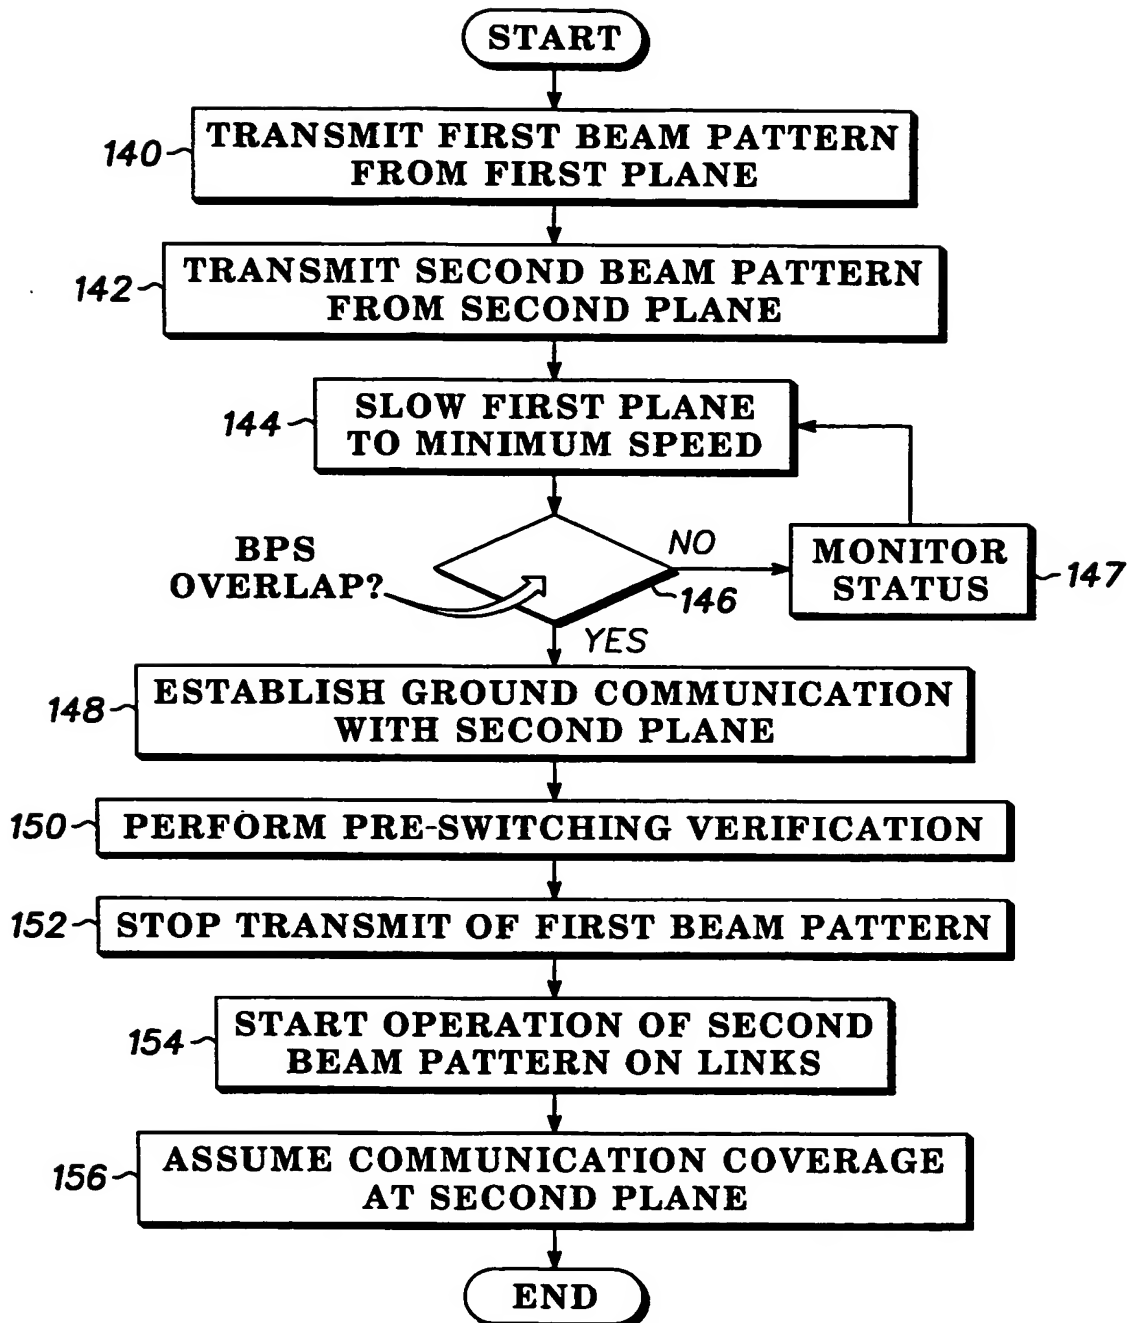 START
140
TRANSMIT FIRST BEAM PATTERN
FROM FIRST PLANE
142
TRANSMIT SECOND BEAM PATTERN
FROM SECOND PLANE
144
SLOW FIRST PLANE
TO MINIMUM SPEED
BPS
OVERLAP?
146
NO
MONITOR
STATUS
147
YES
148
ESTABLISH GROUND COMMUNICATION
WITH SECOND PLANE
150
PERFORM PRE-SWITCHING VERIFICATION
152
STOP TRANSMIT OF FIRST BEAM PATTERN
154
START OPERATION OF SECOND
BEAM PATTERN ON LINKS
156
ASSUME COMMUNICATION COVERAGE
AT SECOND PLANE
END